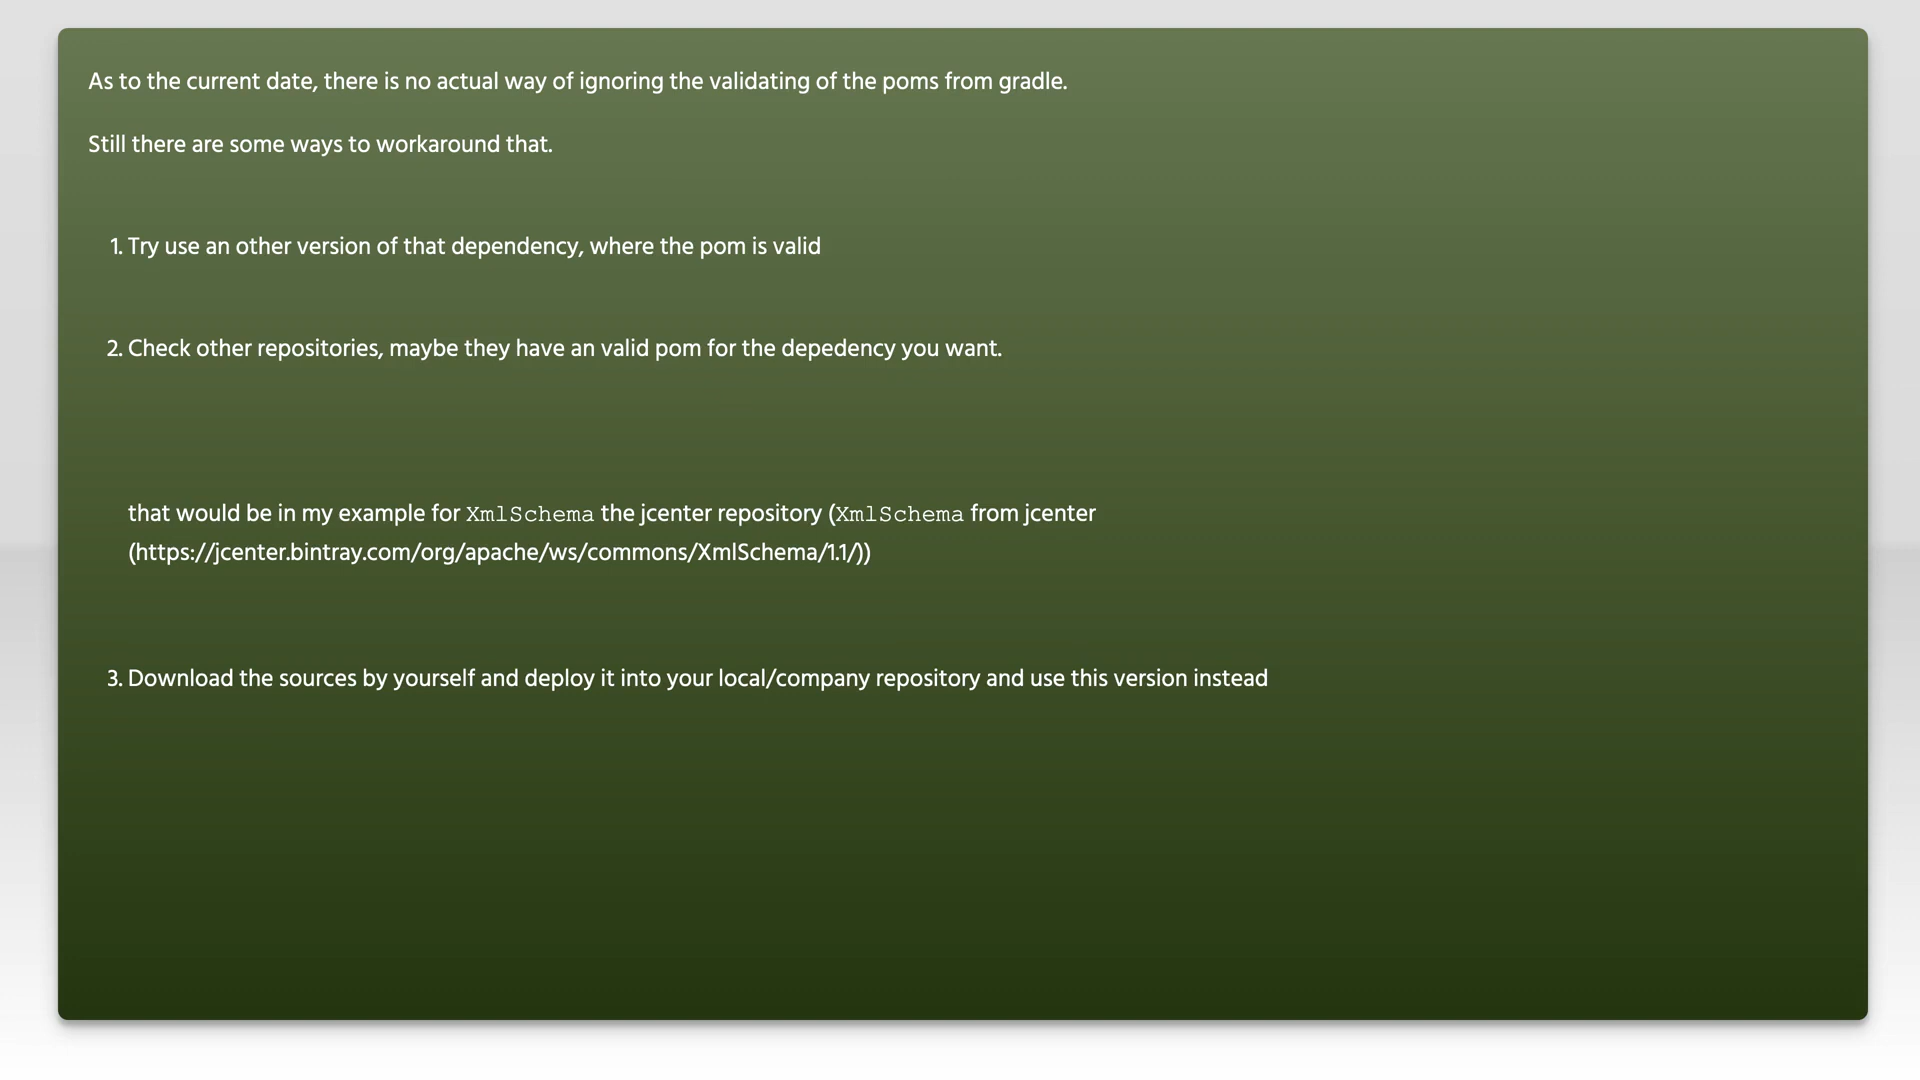 As to the current date, there is no actual way of ignoring the validating of the poms from gradle.
Still there are some ways to workaround that.
1. Try use an other version of that dependency, where the pom is valid
2. Check other repositories, maybe they have an valid pom for the depedency you want.
that would be in my example for XmlSchema the jcenter repository (XmlSchema from jcenter
(https://jcenter.bintray.com/org/apache/ws/commons/XmlSchema/1.1/))
3. Download the sources by yourself and deploy it into your local/company repository and use this version instead